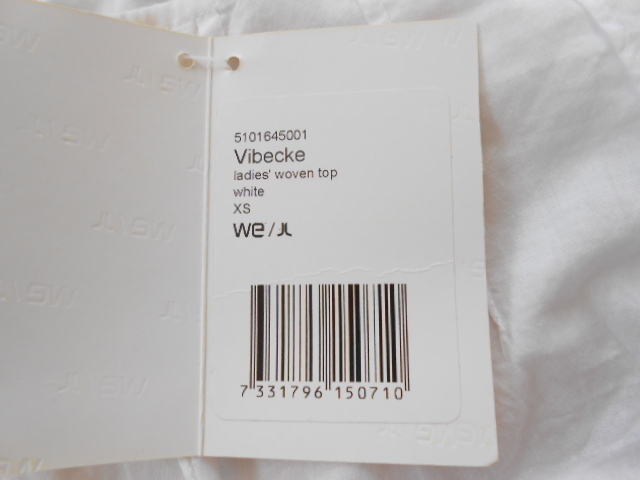 5101645001
Vibecke
ladies' woven top
white
XS
we/JL
7 331796 150710